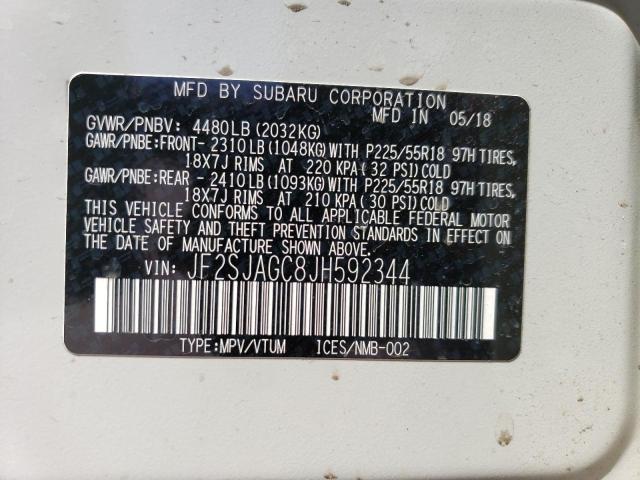 MFD BY SUBARU CORPORATION
MFD IN 05/18
GVWR/PNBV: 4480LB (2032KG)
GAWR/PNBE:FRONT- 2310LB (1048KG) WITH P225/55R18 97H TIRES,
18X7J RIMS AT 220 KPA (32 PSI) COLD
GAWR/PNBE:REAR - 2410LB (1093KG) WITH P225/55R18 97H TIRES,
18X7J RIMS AT 210 KPA (30 PSI) COLD
THIS VEHICLE CONFORMS TO ALL APPLICABLE FEDERAL MOTOR
VEHICLE SAFETY AND THEFT PREVENTION STANDARDS IN EFFECT ON
THE DATE OF MANUFACTURE SHOWN ABOVE.
VIN: JF2SJAGC8JH592344
TYPE:MPV/VTUM ICES/NMB-002